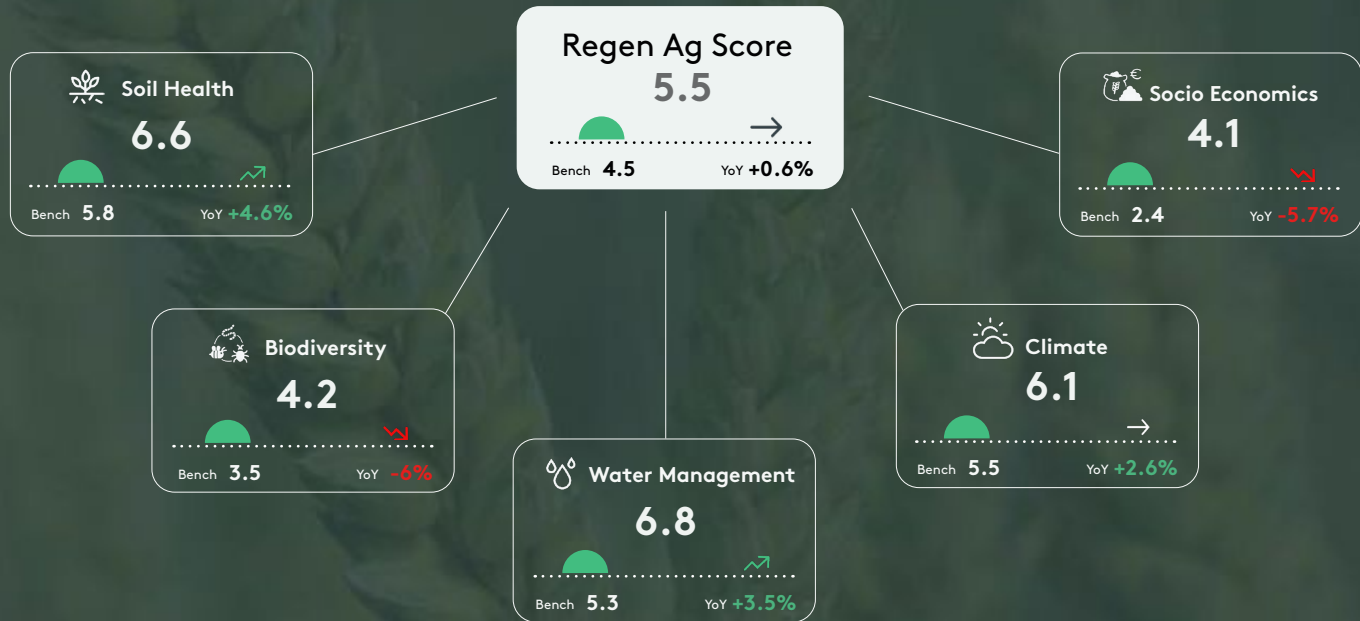 Regen Ag Score
5.5
Bench 4.5 YoY +0.6%
Soil Health
6.6
Bench 5.8 YoY +4.6%
€
Socio Economics
4.1
Bench 2.4 YoY -5.7%
Biodiversity
4.2
Bench 3.5 YoY -6%
Climate
6.1
Bench 5.5 YoY +2.6%
Water Management
6.8
Bench 5.3 YoY +3.5%